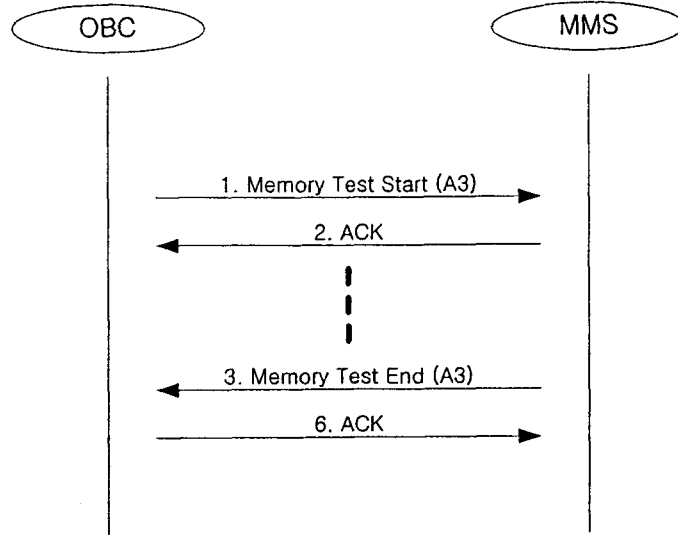 OBC
MMS
1. Memory Test Start (A3)
2. ACK
3. Memory Test End (A3)
6. ACK